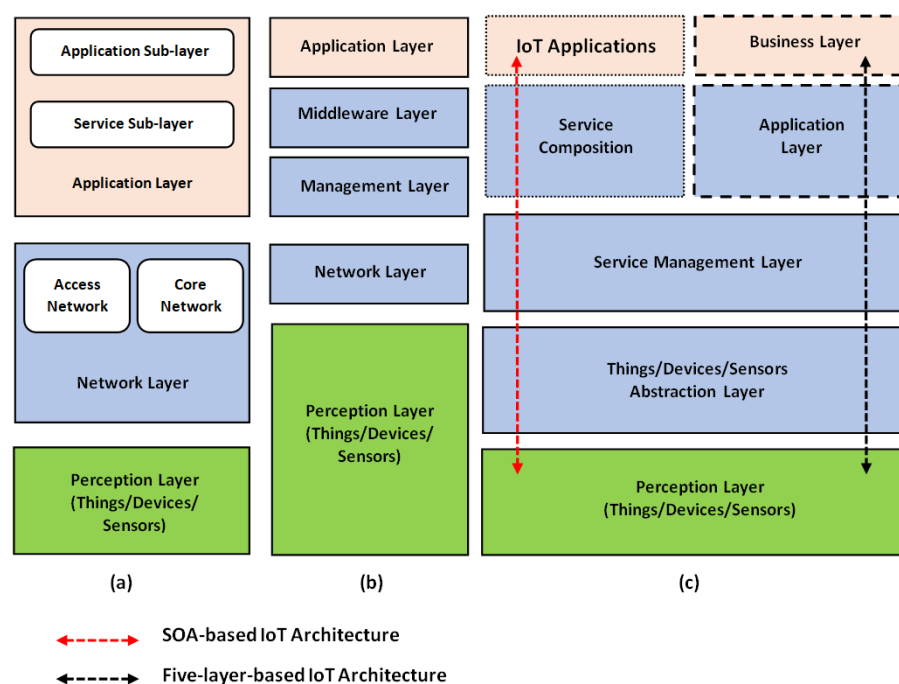 Application Sub-layer
Service Sub-layer
Application Layer
Access
Network
Core
Network
Network Layer
Perception Layer
(Things/Devices/
Sensors)
(a)
Application Layer
Middleware Layer
Management Layer
Network Layer
Perception Layer
(Things/Devices/
Sensors)
(b)
IoT Applications
Business Layer
Service
Composition
Application
Layer
Service Management Layer
Things/Devices/Sensors
Abstraction Layer
Perception Layer
(Things/Devices/Sensors)
(c)
SOA-based IoT Architecture
Five-layer-based IoT Architecture